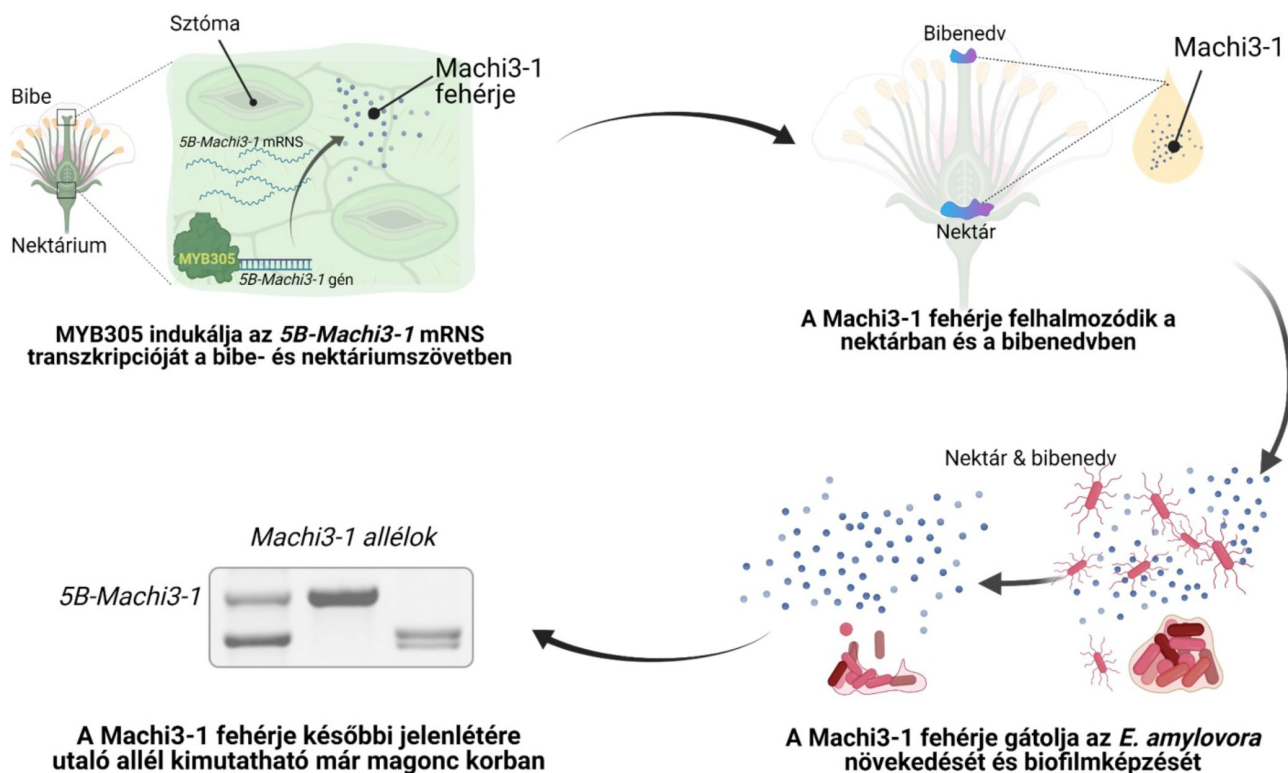 Sztóma
Machi3-1
fehérje
Bibe
5B-Machi3-1 mRNS
Nektárium
MYB305
5B-Machi3-1 gén
MYB305 indukálja az 5B-Machi3-1 mRNS
transzkripcióját a bibe- és nektáriumszövetben
Bibenedv
Machi3-1
Nektár
A Machi3-1 fehérje felhalmozódik a
nektárban és a bibenedvben
Nektár & bibenedv
A Machi3-1 fehérje gátolja az E. amylovora
növekedését és biofilmképzését
Machi3-1 allélok
5B-Machi3-1
A Machi3-1 fehérje későbbi jelenlétére
utaló allél kimutatható már magonc korban